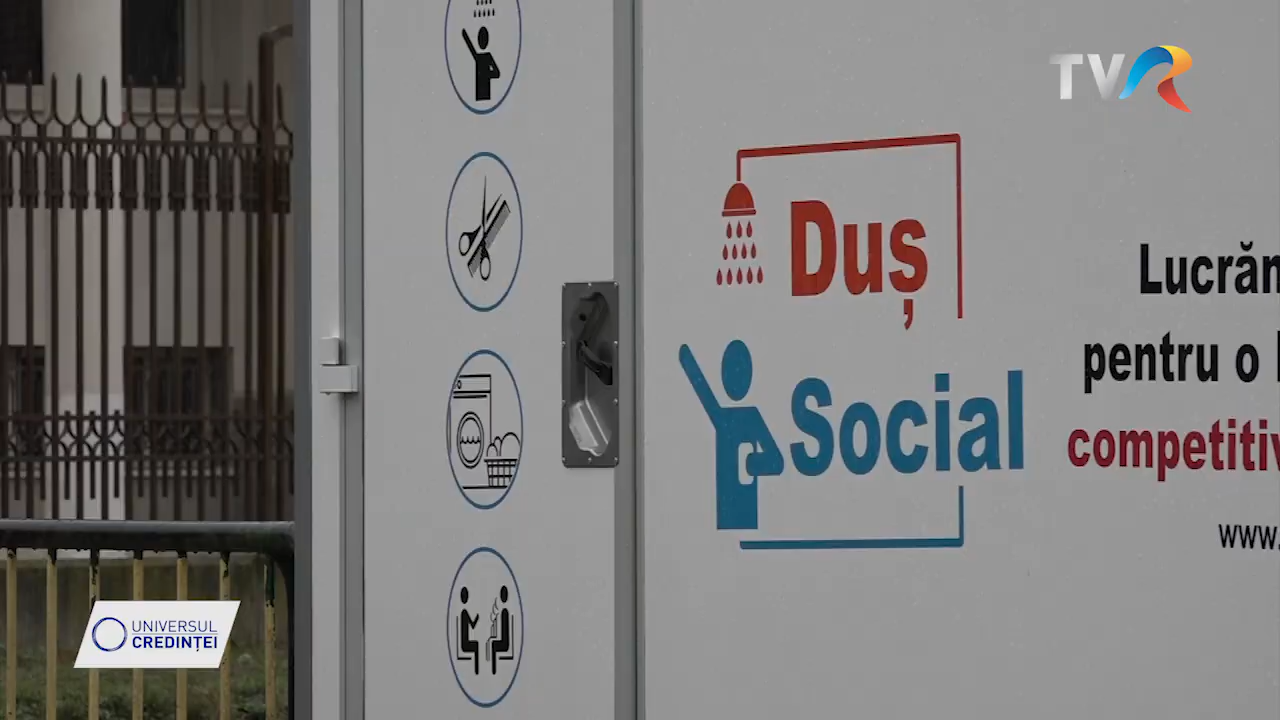 TVR
Duș
Social
Lucrăm
pentru o
competitiv
www.
UNIVERSUL
CREDINȚEI